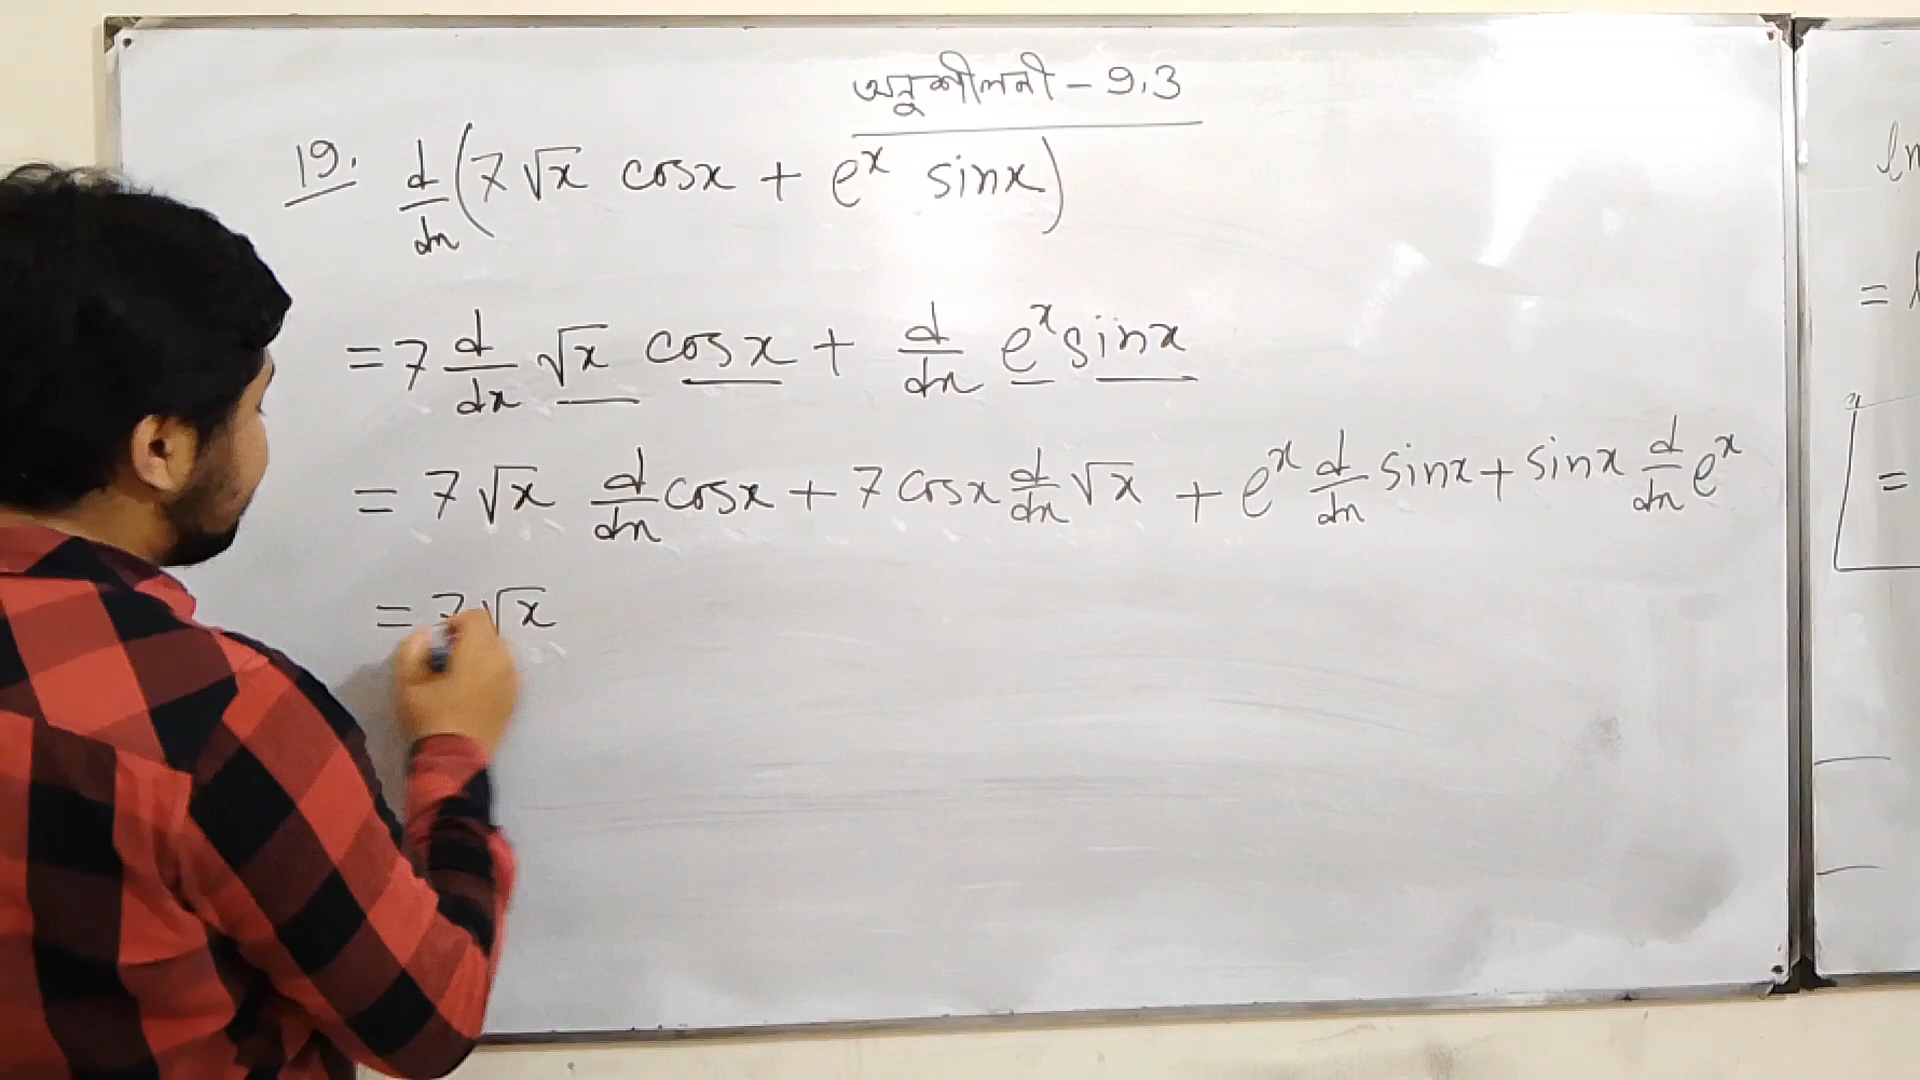 অনুশীলনী - 9.3
19. d/dx (7√x cosx + e^x sinx)
= 7 d/dx √x cosx + d/dx e^x sinx
= 7√x d/dx cosx + 7 cosx d/dx √x + e^x d/dx sinx + sinx d/dx e^x
= 7√x
=
=